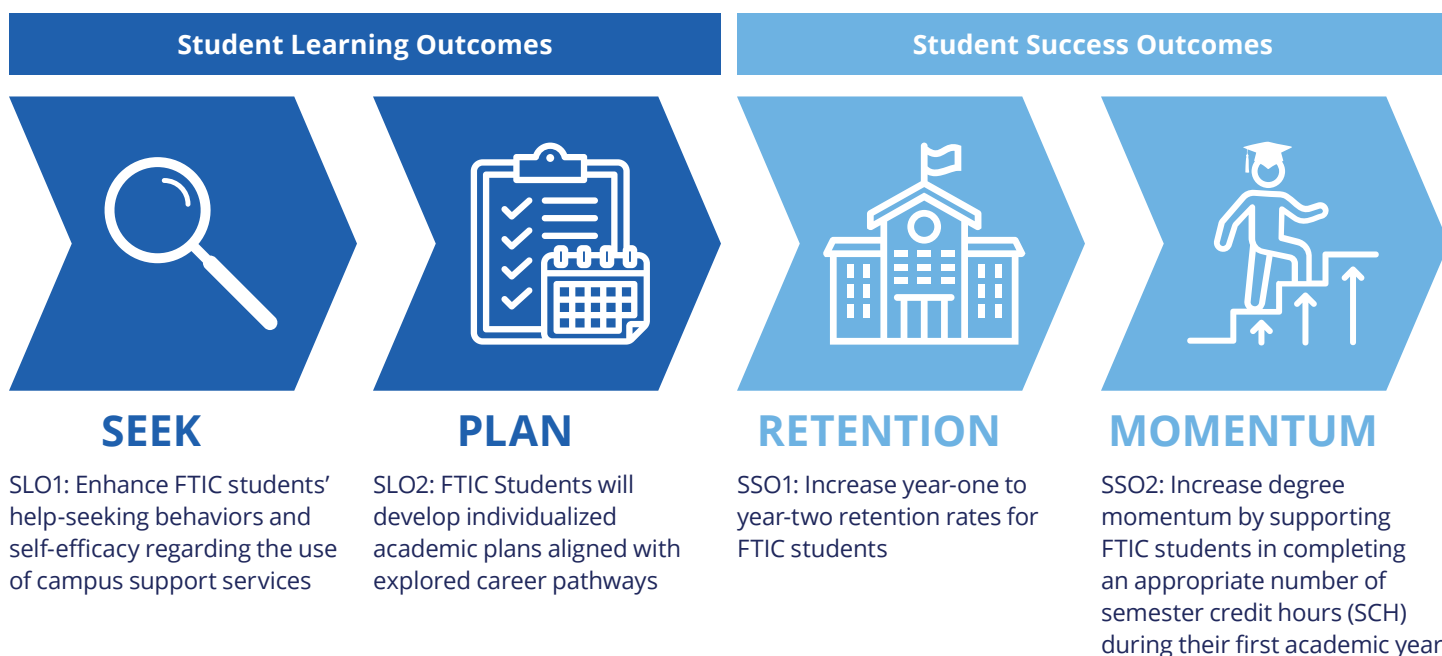 Student Learning Outcomes
Student Success Outcomes
SEEK
SLO1: Enhance FTIC students’
help-seeking behaviors and
self-efficacy regarding the use
of campus support services
PLAN
SLO2: FTIC Students will
develop individualized
academic plans aligned with
explored career pathways
RETENTION
SSO1: Increase year-one to
year-two retention rates for
FTIC students
MOMENTUM
SSO2: Increase degree
momentum by supporting
FTIC students in completing
an appropriate number of
semester credit hours (SCH)
during their first academic year